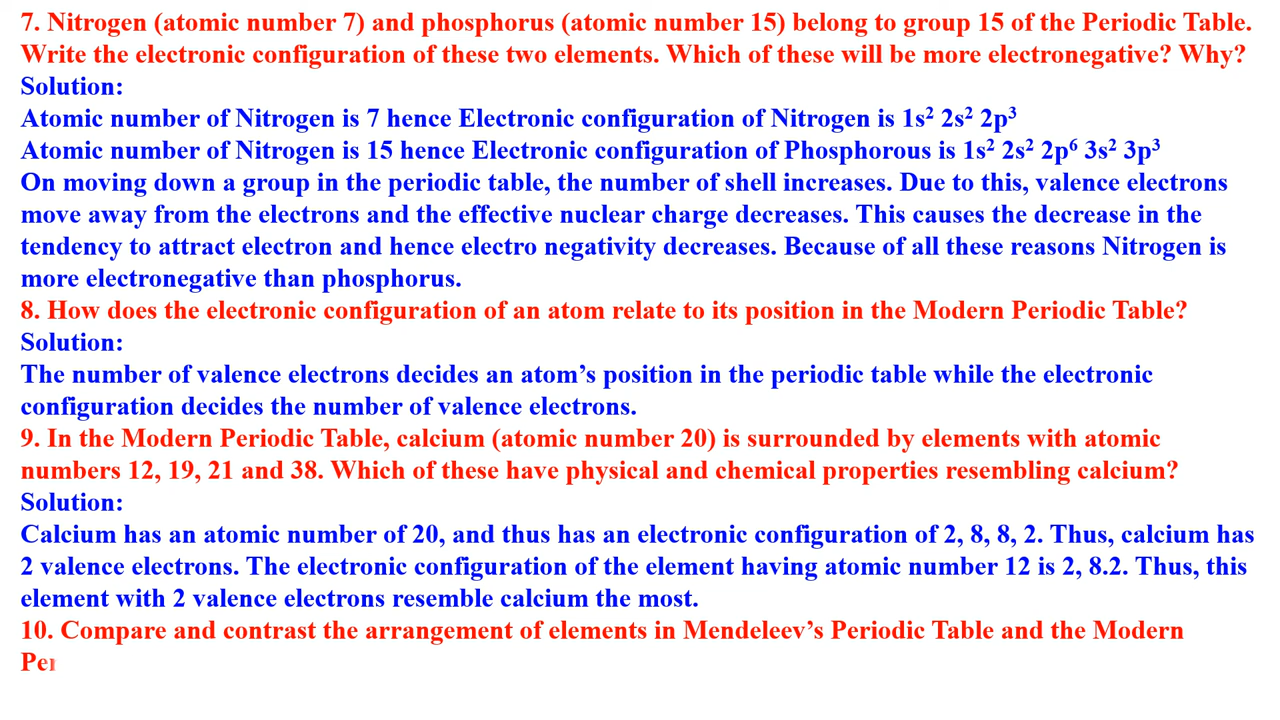 7. Nitrogen (atomic number 7) and phosphorus (atomic number 15) belong to group 15 of the Periodic Table.
Write the electronic configuration of these two elements. Which of these will be more electronegative? Why?
Solution:
Atomic number of Nitrogen is 7 hence Electronic configuration of Nitrogen is 1s² 2s² 2p³
Atomic number of Nitrogen is 15 hence Electronic configuration of Phosphorous is 1s² 2s² 2p⁶ 3s² 3p³
On moving down a group in the periodic table, the number of shell increases. Due to this, valence electrons
move away from the electrons and the effective nuclear charge decreases. This causes the decrease in the
tendency to attract electron and hence electro negativity decreases. Because of all these reasons Nitrogen is
more electronegative than phosphorus.
8. How does the electronic configuration of an atom relate to its position in the Modern Periodic Table?
Solution:
The number of valence electrons decides an atom’s position in the periodic table while the electronic
configuration decides the number of valence electrons.
9. In the Modern Periodic Table, calcium (atomic number 20) is surrounded by elements with atomic
numbers 12, 19, 21 and 38. Which of these have physical and chemical properties resembling calcium?
Solution:
Calcium has an atomic number of 20, and thus has an electronic configuration of 2, 8, 8, 2. Thus, calcium has
2 valence electrons. The electronic configuration of the element having atomic number 12 is 2, 8.2. Thus, this
element with 2 valence electrons resemble calcium the most.
10. Compare and contrast the arrangement of elements in Mendeleev’s Periodic Table and the Modern
Pe